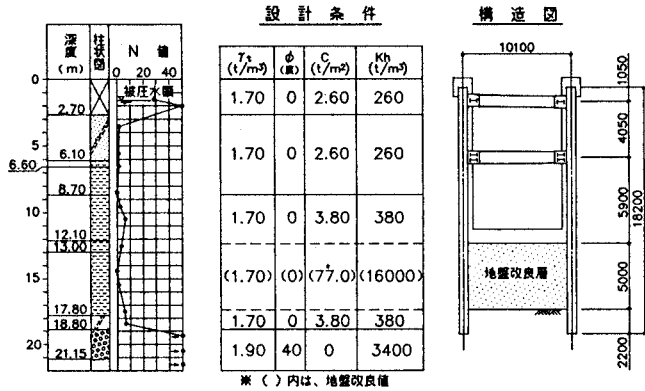 設計条件
構造図
深度 (m)
柱状図
N 値
0 20 40
被圧水頭
0
2.70
5
6.10
6.60
8.70
10
12.10
13.00
15
17.80
18.80
20
21.15
γt (t/m³) φ (度) C (t/m²) Kh (t/m³)
1.70 0 2.60 260
1.70 0 2.60 260
1.70 0 3.80 380
(1.70) (0) (77.0)* (16000)
1.70 0 3.80 380
1.90 40 0 3400
※ ( ) 内は、地盤改良値
10100
1050
4050
5900
18200
5000
2200
地盤改良層